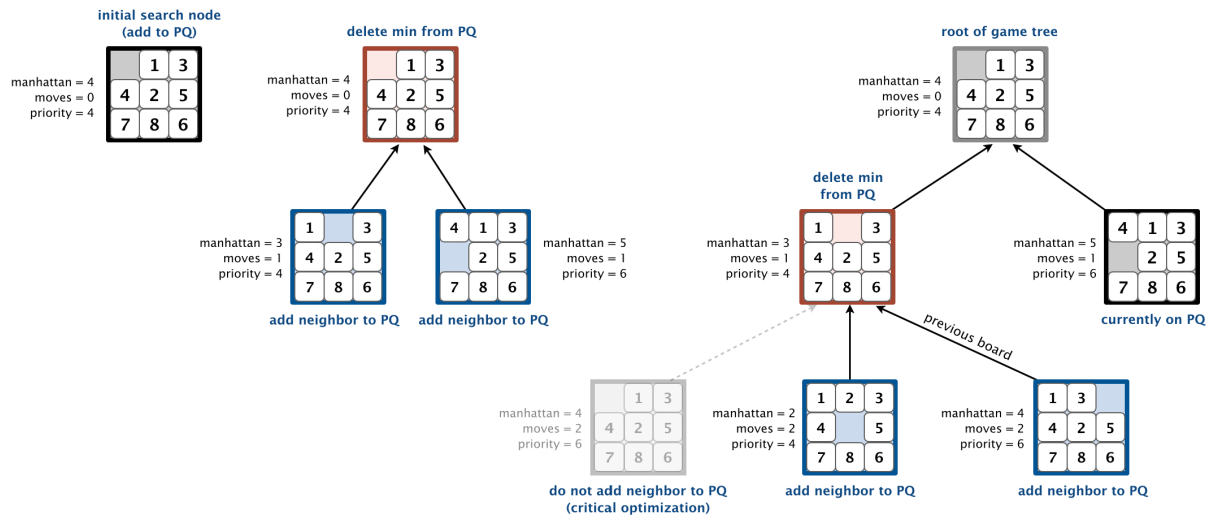 initial search node
(add to PQ)
manhattan = 4
moves = 0
priority = 4
1 3
4 2 5
7 8 6
delete min from PQ
manhattan = 4
moves = 0
priority = 4
1 3
4 2 5
7 8 6
manhattan = 3
moves = 1
priority = 4
1 3
4 2 5
7 8 6
add neighbor to PQ
4 1 3
2 5
7 8 6
manhattan = 5
moves = 1
priority = 6
add neighbor to PQ
root of game tree
manhattan = 4
moves = 0
priority = 4
1 3
4 2 5
7 8 6
delete min
from PQ
manhattan = 3
moves = 1
priority = 4
1 3
4 2 5
7 8 6
manhattan = 5
moves = 1
priority = 6
4 1 3
2 5
7 8 6
currently on PQ
previous board
manhattan = 4
moves = 2
priority = 6
1 3
4 2 5
7 8 6
do not add neighbor to PQ
(critical optimization)
manhattan = 2
moves = 2
priority = 4
1 2 3
4 5
7 8 6
add neighbor to PQ
manhattan = 4
moves = 2
priority = 6
1 3
4 2 5
7 8 6
add neighbor to PQ